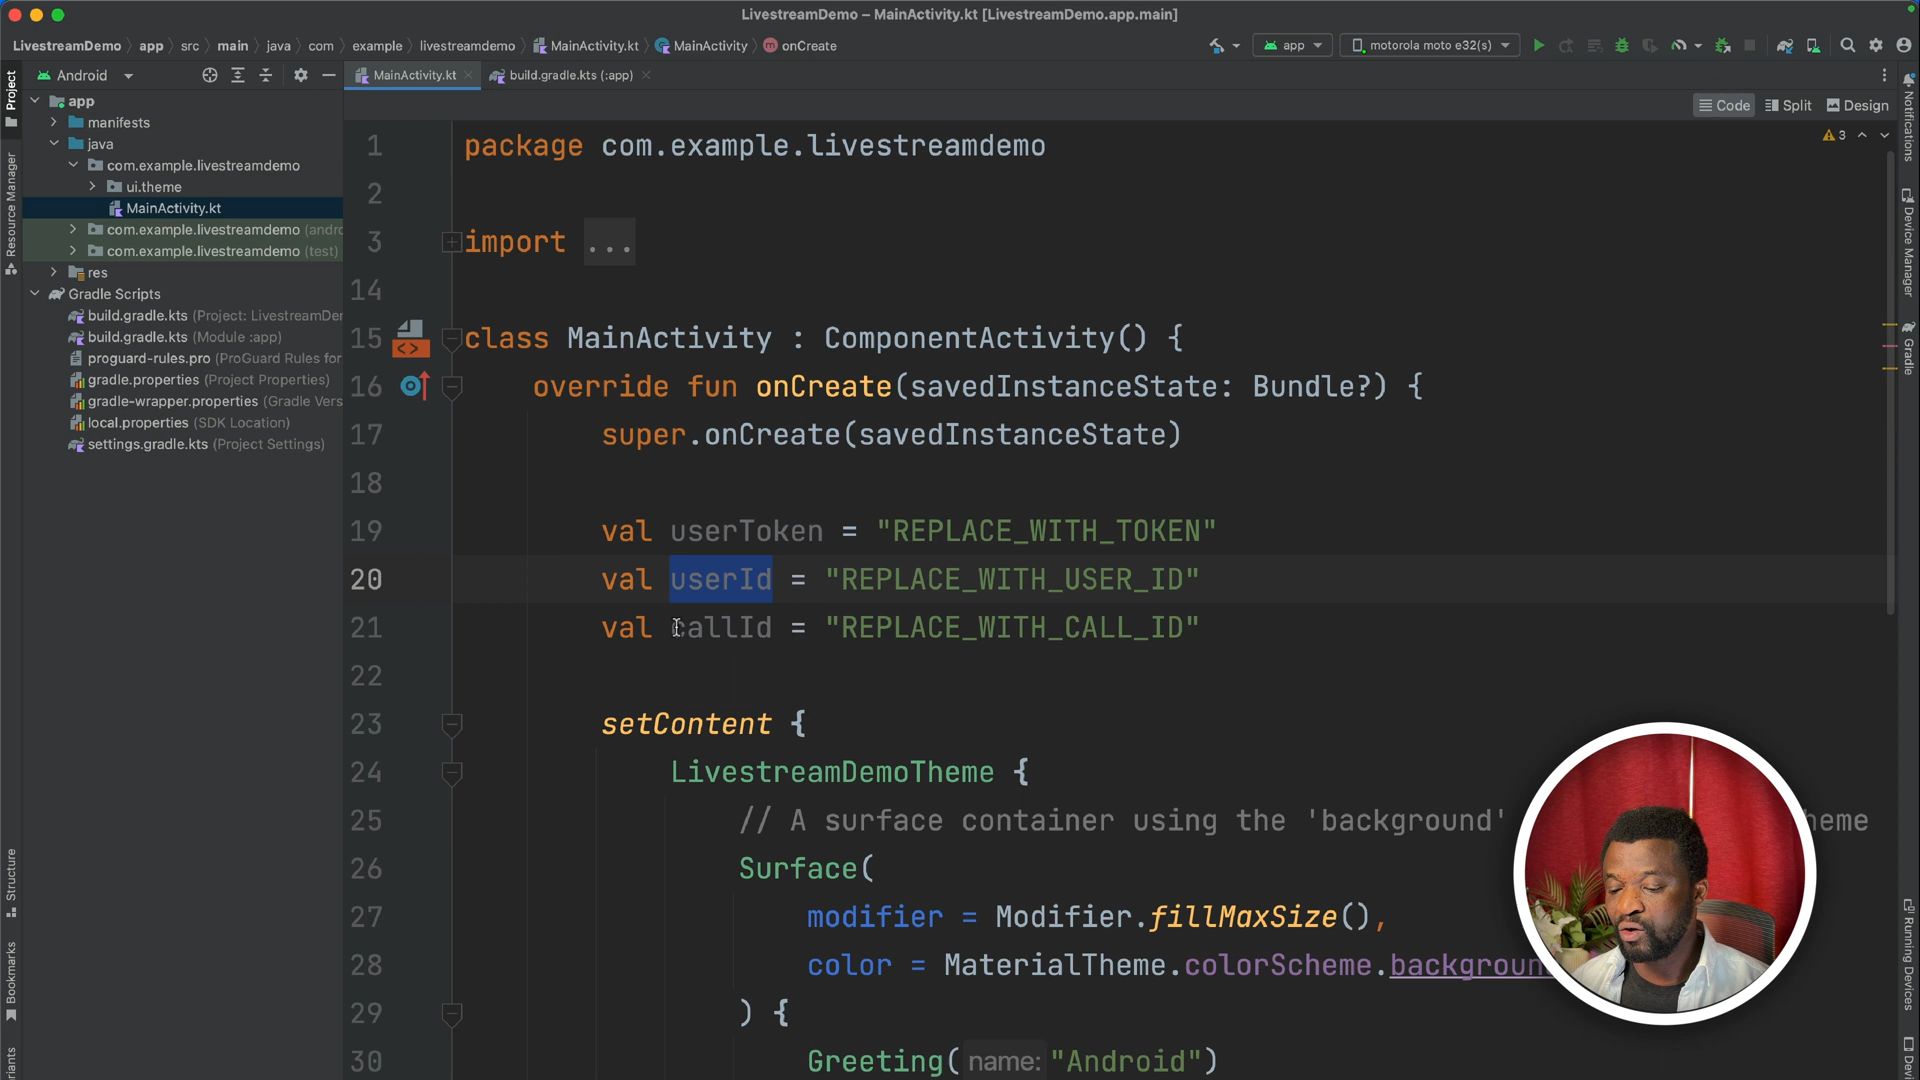 LivestreamDemo – MainActivity.kt [LivestreamDemo.app.main]
LivestreamDemo app src main java com example livestreamdemo MainActivity.kt MainActivity onCreate
app motorola moto e32(s)
Android
MainActivity.kt build.gradle.kts (:app)
Code Split Design
3
Project
Resource Manager
Structure
Bookmarks
app
manifests
java
com.example.livestreamdemo
ui.theme
MainActivity.kt
com.example.livestreamdemo (andro
com.example.livestreamdemo (test)
res
Gradle Scripts
build.gradle.kts (Project: LivestreamDer
build.gradle.kts (Module :app)
proguard-rules.pro (ProGuard Rules for
gradle.properties (Project Properties)
gradle-wrapper.properties (Gradle Vers
local.properties (SDK Location)
settings.gradle.kts (Project Settings)
1 package com.example.livestreamdemo
2
3 import ...
14
15 class MainActivity : ComponentActivity() {
16 override fun onCreate(savedInstanceState: Bundle?) {
17 super.onCreate(savedInstanceState)
18
19 val userToken = "REPLACE_WITH_TOKEN"
20 val userId = "REPLACE_WITH_USER_ID"
21 val callId = "REPLACE_WITH_CALL_ID"
22
23 setContent {
24 LivestreamDemoTheme {
25 // A surface container using the 'background' heme
26 Surface(
27 modifier = Modifier.fillMaxSize(),
28 color = MaterialTheme.colorScheme.backgroun
29 ) {
30 Greeting( name: "Android")
Notifications
Device Manager
Gradle
Running Devices